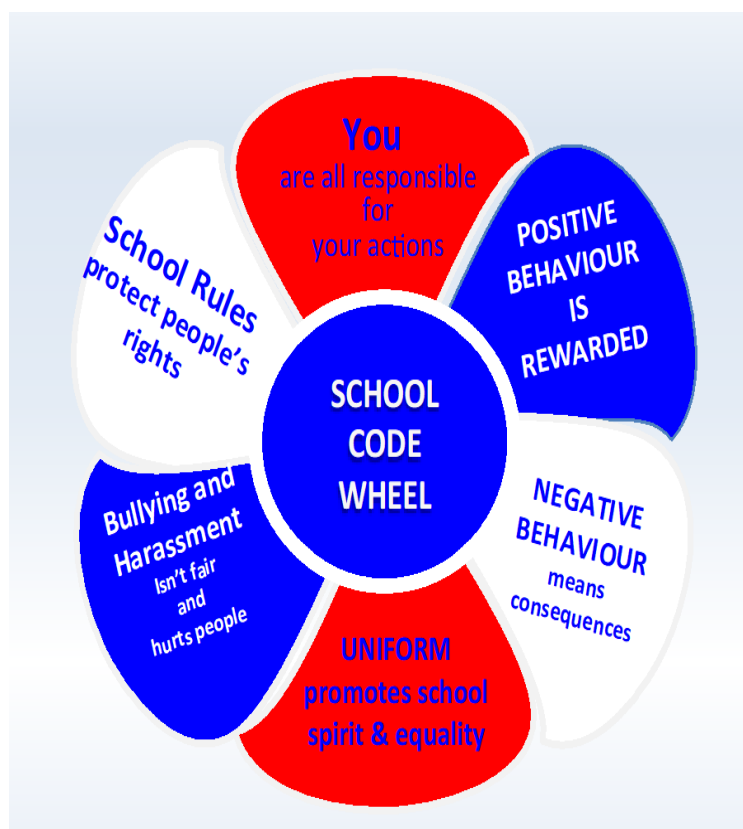 You
are all responsible
for
your actions
POSITIVE
BEHAVIOUR
IS
REWARDED
NEGATIVE
BEHAVIOUR
means
consequences
UNIFORM
promotes school
spirit & equality
Bullying and
Harassment
Isn't fair
and
hurts people
School Rules
protect people's
rights
SCHOOL
CODE
WHEEL